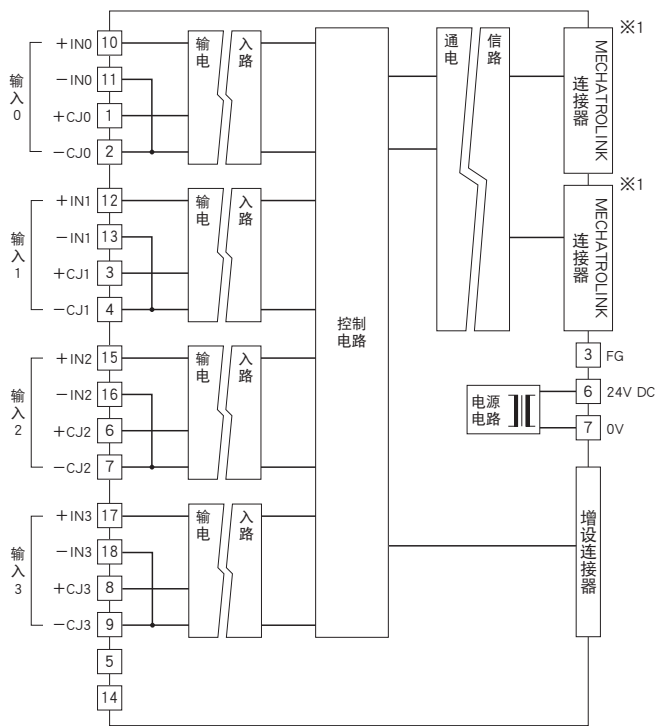 输入0
+IN0 10
-IN0 11
+CJ0 1
-CJ0 2
输入电路
输入1
+IN1 12
-IN1 13
+CJ1 3
-CJ1 4
输入电路
输入2
+IN2 15
-IN2 16
+CJ2 6
-CJ2 7
输入电路
输入3
+IN3 17
-IN3 18
+CJ3 8
-CJ3 9
输入电路
5
14
控制
电路
通信电路
※1
MECHATROLINK
连接器
※1
MECHATROLINK
连接器
3 FG
6 24V DC
7 0V
电源
电路
增设连接器